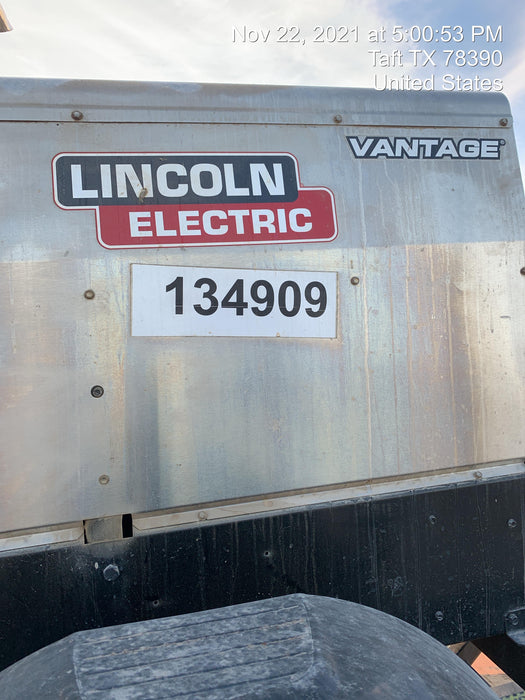 Nov 22, 2021 at 5:00:53 PM
Taft TX 78390
United States
VANTAGE®
LINCOLN
ELECTRIC
134909